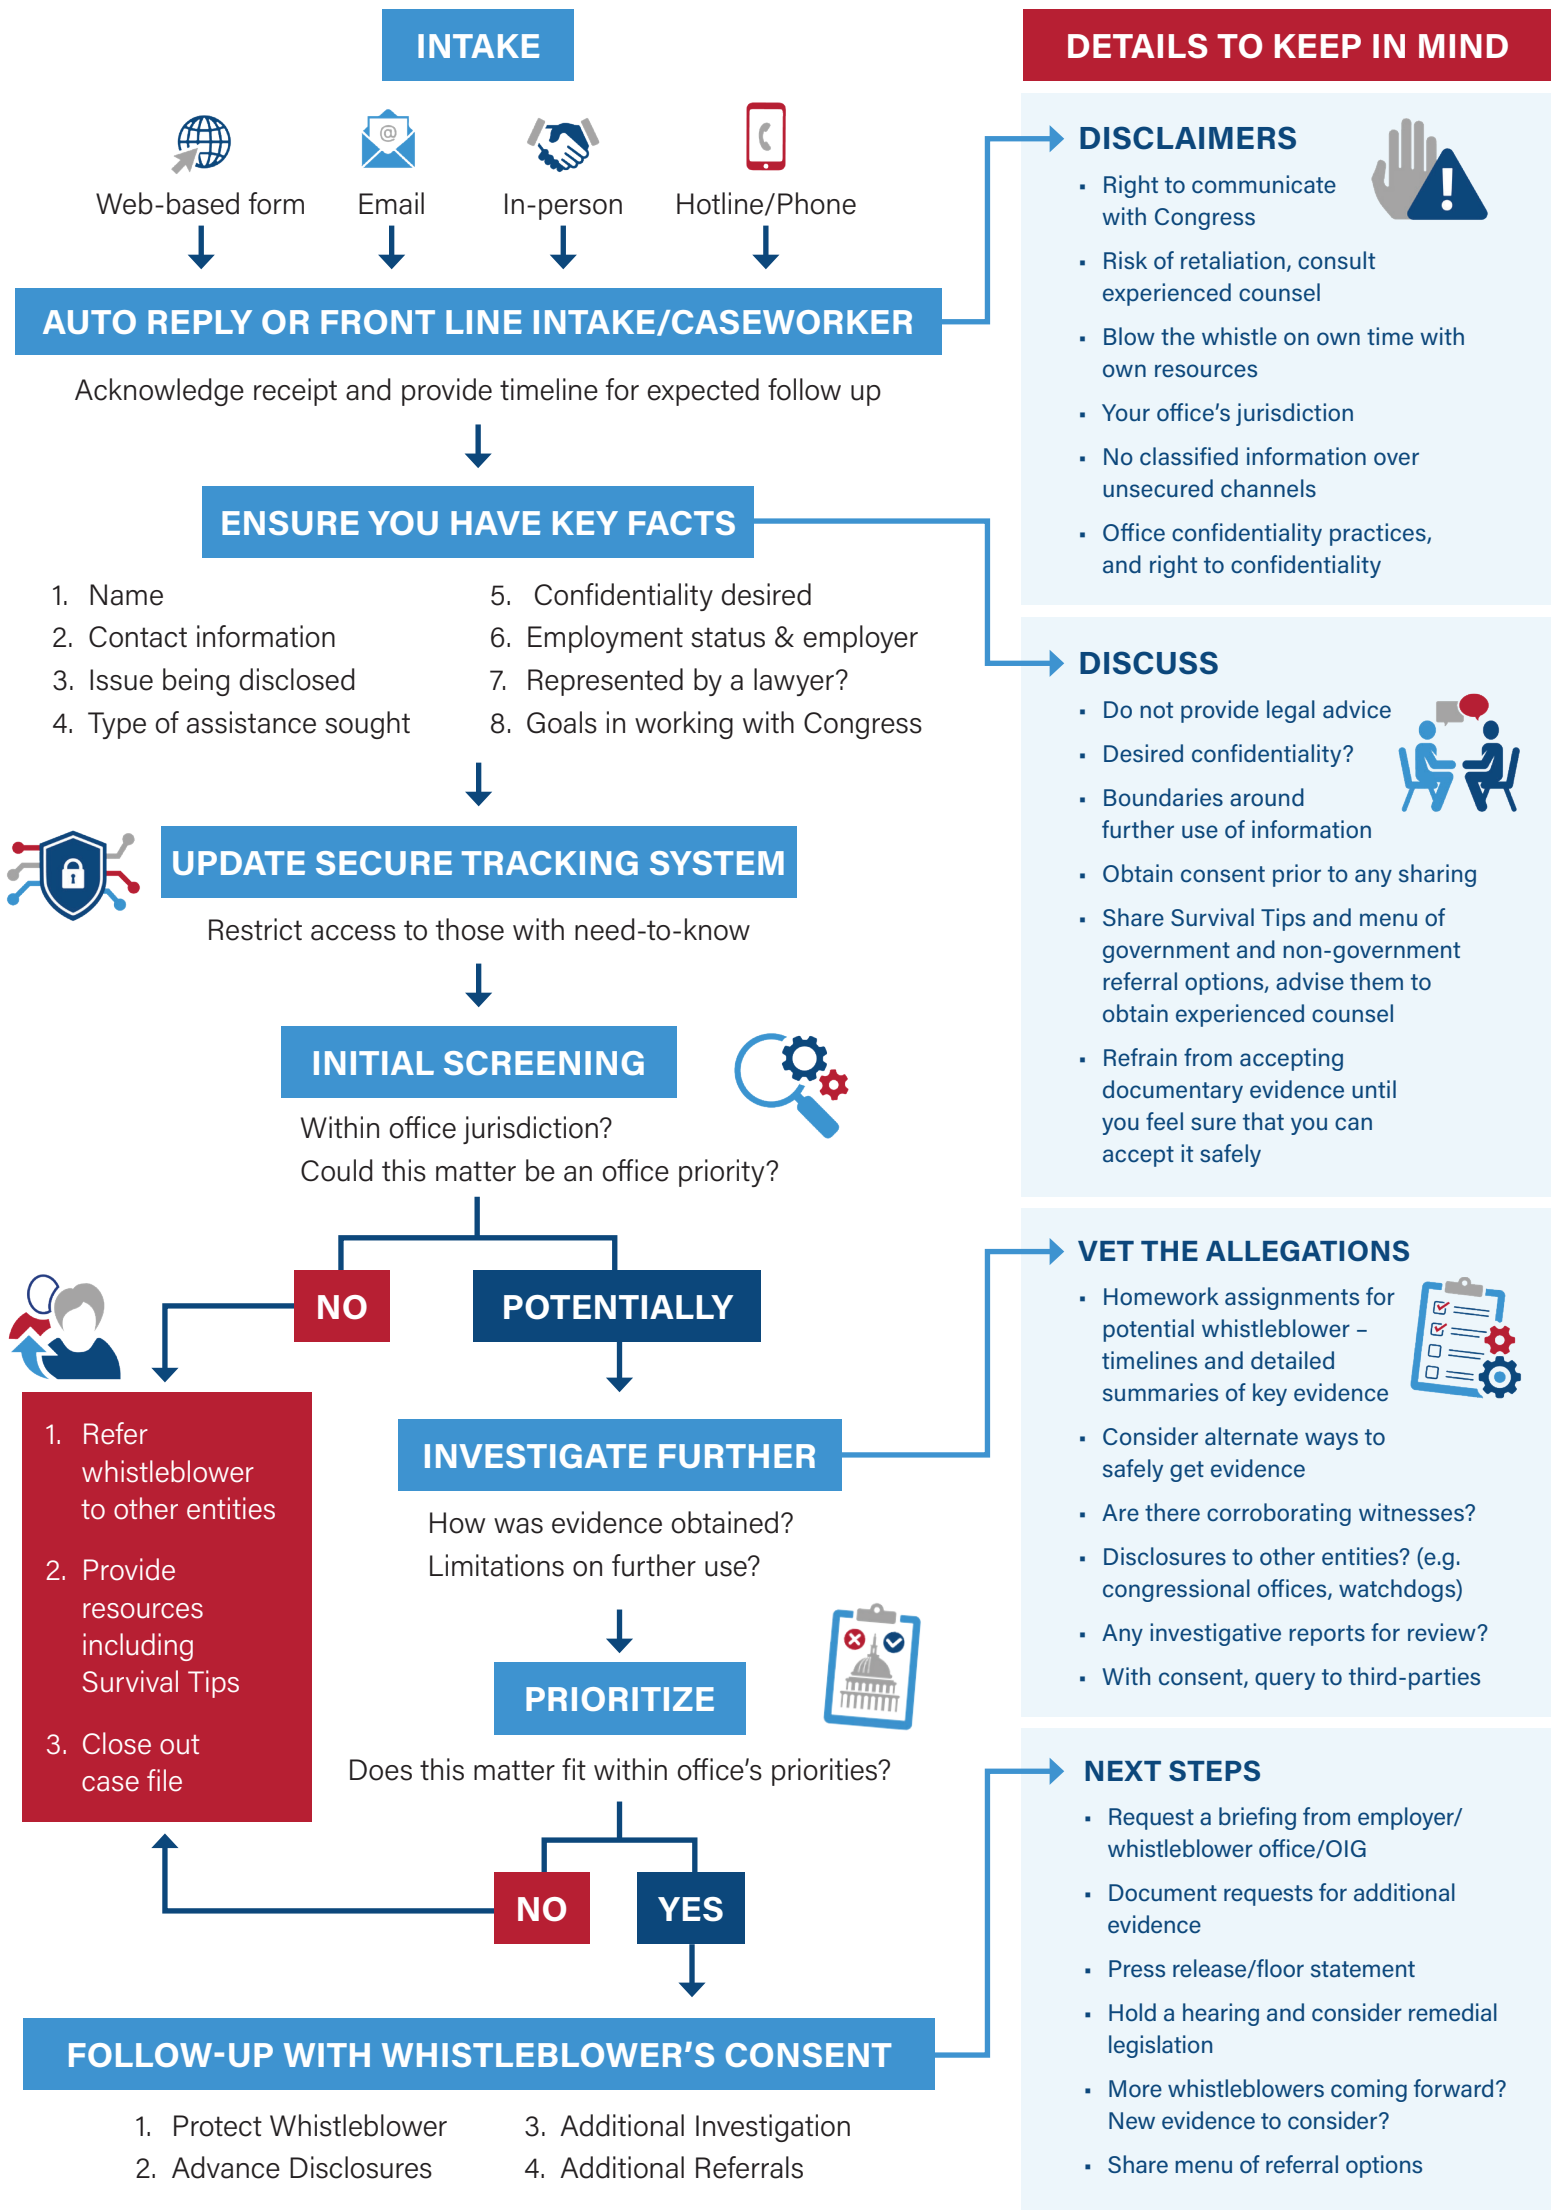 INTAKE
Web-based form
Email
In-person
Hotline/Phone
AUTO REPLY OR FRONT LINE INTAKE/CASEWORKER
Acknowledge receipt and provide timeline for expected follow up
ENSURE YOU HAVE KEY FACTS
1. Name
2. Contact information
3. Issue being disclosed
4. Type of assistance sought
5. Confidentiality desired
6. Employment status & employer
7. Represented by a lawyer?
8. Goals in working with Congress
UPDATE SECURE TRACKING SYSTEM
Restrict access to those with need-to-know
INITIAL SCREENING
Within office jurisdiction?
Could this matter be an office priority?
NO
POTENTIALLY
1. Refer
whistleblower
to other entities
2. Provide
resources
including
Survival Tips
3. Close out
case file
INVESTIGATE FURTHER
How was evidence obtained?
Limitations on further use?
PRIORITIZE
Does this matter fit within office's priorities?
NO
YES
FOLLOW-UP WITH WHISTLEBLOWER'S CONSENT
1. Protect Whistleblower
2. Advance Disclosures
3. Additional Investigation
4. Additional Referrals
DETAILS TO KEEP IN MIND
DISCLAIMERS
▪ Right to communicate
with Congress
▪ Risk of retaliation, consult
experienced counsel
▪ Blow the whistle on own time with
own resources
▪ Your office's jurisdiction
▪ No classified information over
unsecured channels
▪ Office confidentiality practices,
and right to confidentiality
DISCUSS
▪ Do not provide legal advice
▪ Desired confidentiality?
▪ Boundaries around
further use of information
▪ Obtain consent prior to any sharing
▪ Share Survival Tips and menu of
government and non-government
referral options, advise them to
obtain experienced counsel
▪ Refrain from accepting
documentary evidence until
you feel sure that you can
accept it safely
VET THE ALLEGATIONS
▪ Homework assignments for
potential whistleblower –
timelines and detailed
summaries of key evidence
▪ Consider alternate ways to
safely get evidence
▪ Are there corroborating witnesses?
▪ Disclosures to other entities? (e.g.
congressional offices, watchdogs)
▪ Any investigative reports for review?
▪ With consent, query to third-parties
NEXT STEPS
▪ Request a briefing from employer/
whistleblower office/OIG
▪ Document requests for additional
evidence
▪ Press release/floor statement
▪ Hold a hearing and consider remedial
legislation
▪ More whistleblowers coming forward?
New evidence to consider?
▪ Share menu of referral options